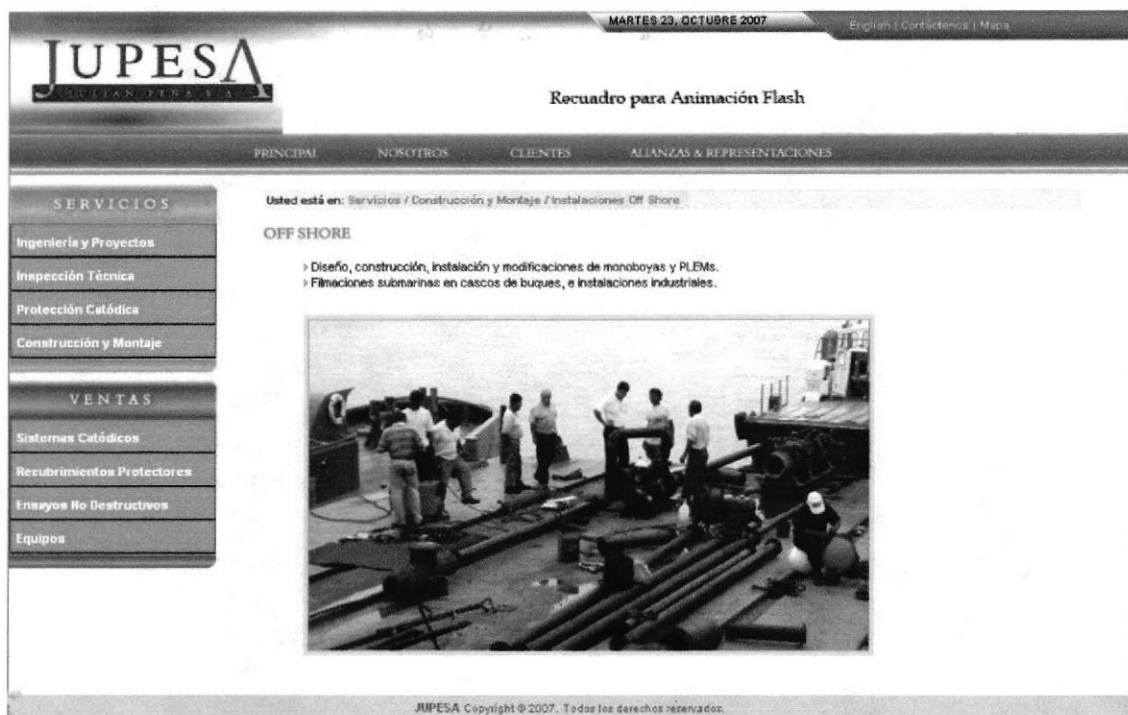 MARTES 23, OCTUBRE 2007
English | Contáctenos | Mapa
JUPESA
JULIAN PEÑA S.A.
Recuadro para Animación Flash
PRINCIPAL NOSOTROS CLIENTES ALIANZAS & REPRESENTACIONES
SERVICIOS
Ingeniería y Proyectos
Inspección Técnica
Protección Catódica
Construcción y Montaje
VENTAS
Sistemas Catódicos
Recubrimientos Protectores
Ensayos No Destructivos
Equipos
Usted está en: Servicios / Construcción y Montaje / Instalaciones Off Shore
OFF SHORE
Diseño, construcción, instalación y modificaciones de monoboyas y PLEMs.
Filmaciones submarinas en cascos de buques, e instalaciones industriales.
JUPESA Copyright © 2007. Todos los derechos reservados.